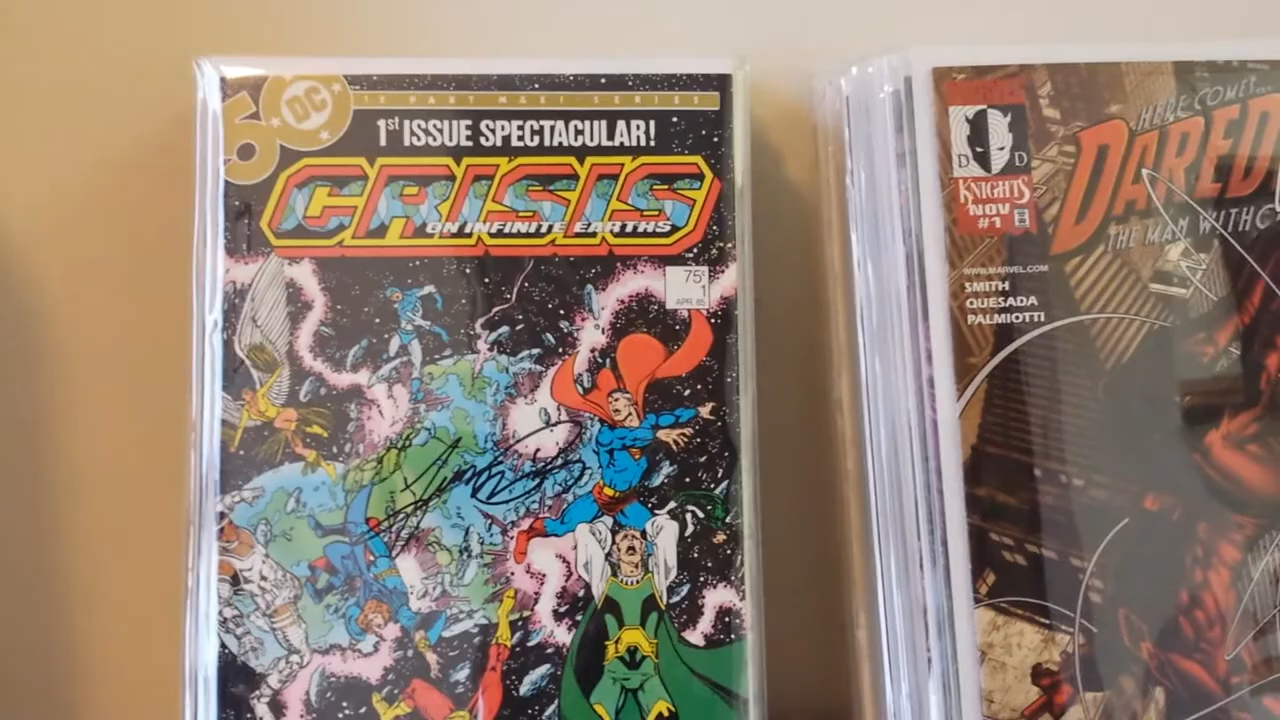 50
DC
12 PART MAXI-SERIES
1st ISSUE SPECTACULAR!
CRISIS
ON INFINITE EARTHS
75¢
1
APR. 85
HERE COMES...
DARED
THE MAN WITHO
D D
KNIGHTS
NOV
#1
WWW.MARVEL.COM
SMITH
QUESADA
PALMIOTTI